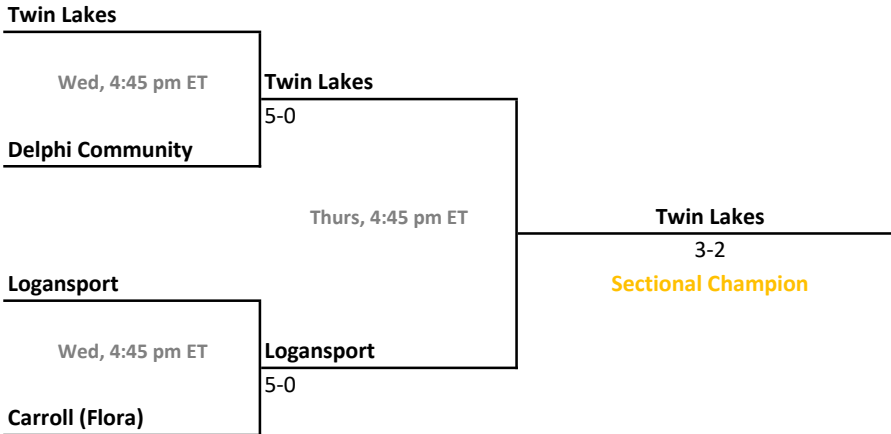 Twin Lakes
Wed, 4:45 pm ET
Twin Lakes
5-0
Delphi Community
Thurs, 4:45 pm ET
Twin Lakes
3-2
Sectional Champion
Logansport
Wed, 4:45 pm ET
Logansport
5-0
Carroll (Flora)